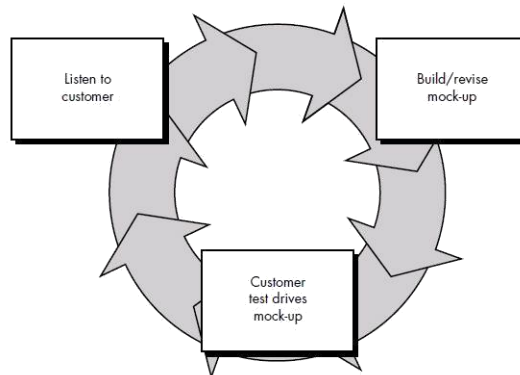 Listen to
customer
Build/revise
mock-up
Customer
test drives
mock-up